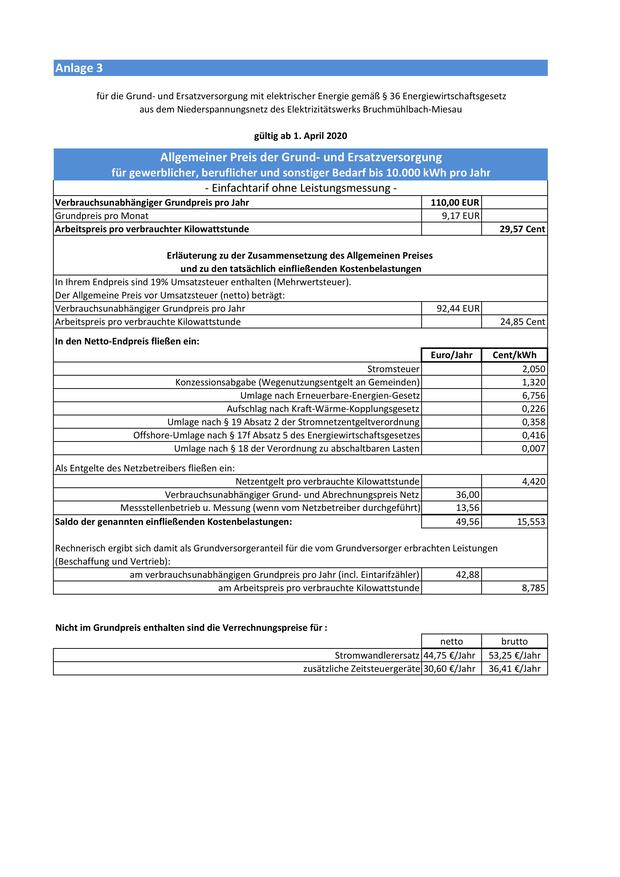 Anlage 3
für die Grund- und Ersatzversorgung mit elektrischer Energie gemäß § 36 Energiewirtschaftsgesetz
aus dem Niederspannungsnetz des Elektrizitätswerks Bruchmühlbach-Miesau
gültig ab 1. April 2020
Allgemeiner Preis der Grund- und Ersatzversorgung
für gewerblicher, beruflicher und sonstiger Bedarf bis 10.000 kWh pro Jahr
- Einfachtarif ohne Leistungsmessung -
Verbrauchsunabhängiger Grundpreis pro Jahr 110,00 EUR
Grundpreis pro Monat 9,17 EUR
Arbeitspreis pro verbrauchter Kilowattstunde 29,57 Cent
Erläuterung zu der Zusammensetzung des Allgemeinen Preises
und zu den tatsächlich einfließenden Kostenbelastungen
In Ihrem Endpreis sind 19% Umsatzsteuer enthalten (Mehrwertsteuer).
Der Allgemeine Preis vor Umsatzsteuer (netto) beträgt:
Verbrauchsunabhängiger Grundpreis pro Jahr 92,44 EUR
Arbeitspreis pro verbrauchte Kilowattstunde 24,85 Cent
In den Netto-Endpreis fließen ein:
Euro/Jahr Cent/kWh
Stromsteuer 2,050
Konzessionsabgabe (Wegenutzungsentgelt an Gemeinden) 1,320
Umlage nach Erneuerbare-Energien-Gesetz 6,756
Aufschlag nach Kraft-Wärme-Kopplungsgesetz 0,226
Umlage nach § 19 Absatz 2 der Stromnetzentgeltverordnung 0,358
Offshore-Umlage nach § 17f Absatz 5 des Energiewirtschaftsgesetzes 0,416
Umlage nach § 18 der Verordnung zu abschaltbaren Lasten 0,007
Als Entgelte des Netzbetreibers fließen ein:
Netzentgelt pro verbrauchte Kilowattstunde 4,420
Verbrauchsunabhängiger Grund- und Abrechnungspreis Netz 36,00
Messstellenbetrieb u. Messung (wenn vom Netzbetreiber durchgeführt) 13,56
Saldo der genannten einfließenden Kostenbelastungen: 49,56 15,553
Rechnerisch ergibt sich damit als Grundversorgeranteil für die vom Grundversorger erbrachten Leistungen
(Beschaffung und Vertrieb):
am verbrauchsunabhängigen Grundpreis pro Jahr (incl. Eintarifzähler) 42,88
am Arbeitspreis pro verbrauchte Kilowattstunde 8,785
Nicht im Grundpreis enthalten sind die Verrechnungspreise für :
netto brutto
Stromwandlerersatz 44,75 €/Jahr 53,25 €/Jahr
zusätzliche Zeitsteuergeräte 30,60 €/Jahr 36,41 €/Jahr